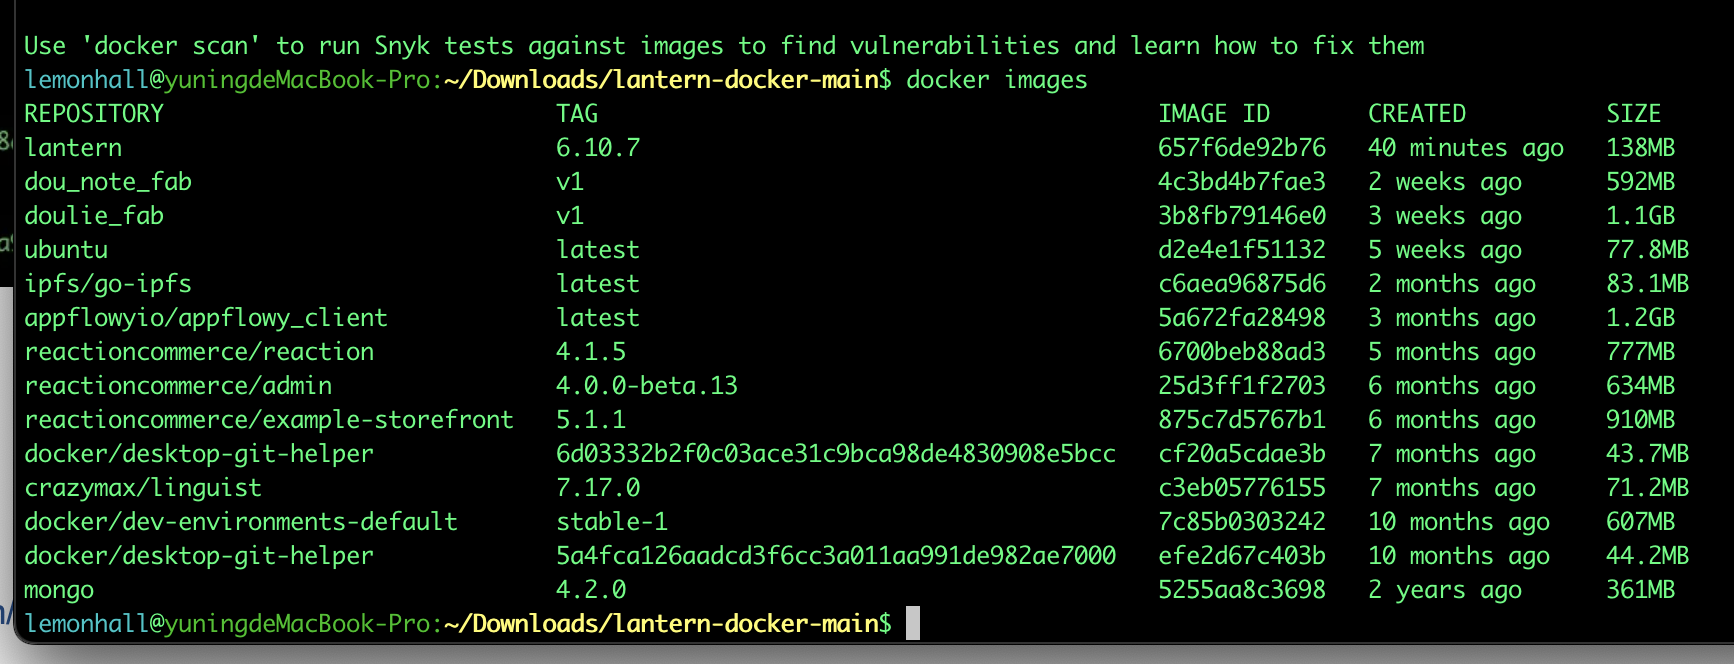 Use 'docker scan' to run Snyk tests against images to find vulnerabilities and learn how to fix them
lemonhall@yuningdeMacBook-Pro:~/Downloads/lantern-docker-main$ docker images
REPOSITORY TAG IMAGE ID CREATED SIZE
lantern 6.10.7 657f6de92b76 40 minutes ago 138MB
dou_note_fab v1 4c3bd4b7fae3 2 weeks ago 592MB
doulie_fab v1 3b8fb79146e0 3 weeks ago 1.1GB
ubuntu latest d2e4e1f51132 5 weeks ago 77.8MB
ipfs/go-ipfs latest c6aea96875d6 2 months ago 83.1MB
appflowyio/appflowy_client latest 5a672fa28498 3 months ago 1.2GB
reactioncommerce/reaction 4.1.5 6700beb88ad3 5 months ago 777MB
reactioncommerce/admin 4.0.0-beta.13 25d3ff1f2703 6 months ago 634MB
reactioncommerce/example-storefront 5.1.1 875c7d5767b1 6 months ago 910MB
docker/desktop-git-helper 6d03332b2f0c03ace31c9bca98de4830908e5bcc cf20a5cdae3b 7 months ago 43.7MB
crazymax/linguist 7.17.0 c3eb05776155 7 months ago 71.2MB
docker/dev-environments-default stable-1 7c85b0303242 10 months ago 607MB
docker/desktop-git-helper 5a4fca126aadcd3f6cc3a011aa991de982ae7000 efe2d67c403b 10 months ago 44.2MB
mongo 4.2.0 5255aa8c3698 2 years ago 361MB
lemonhall@yuningdeMacBook-Pro:~/Downloads/lantern-docker-main$